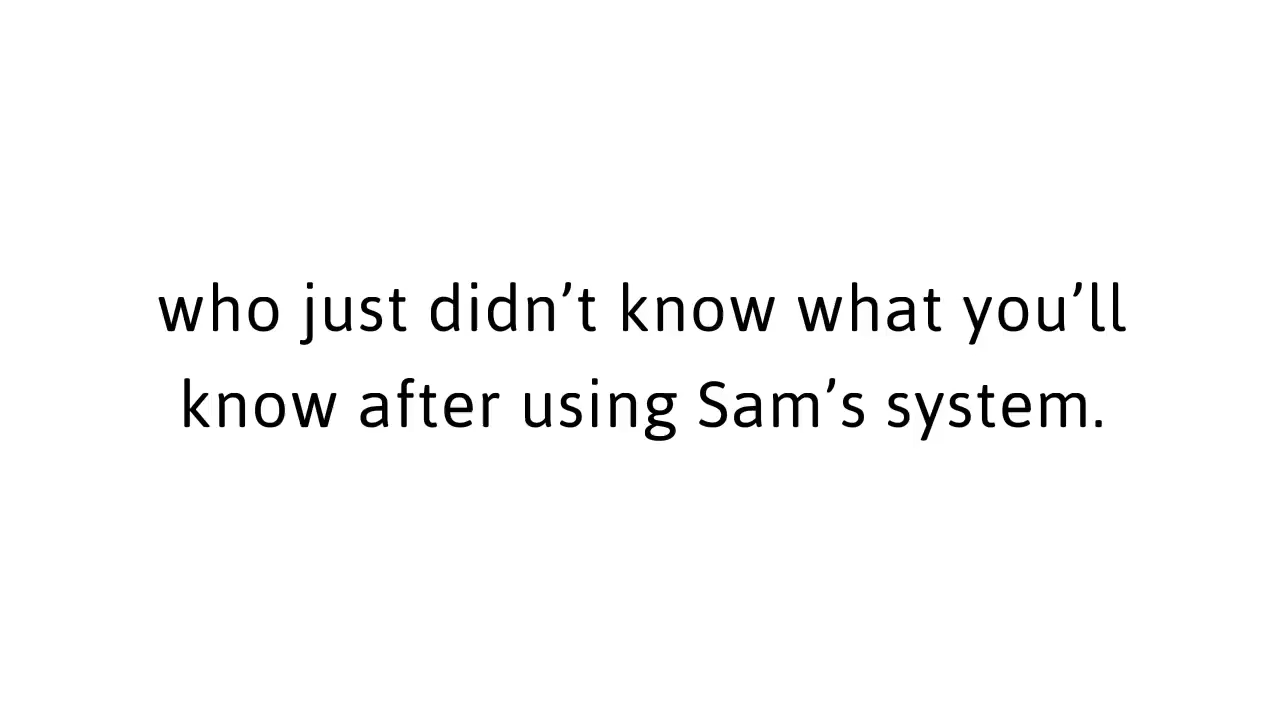 who just didn’t know what you’ll
know after using Sam’s system.